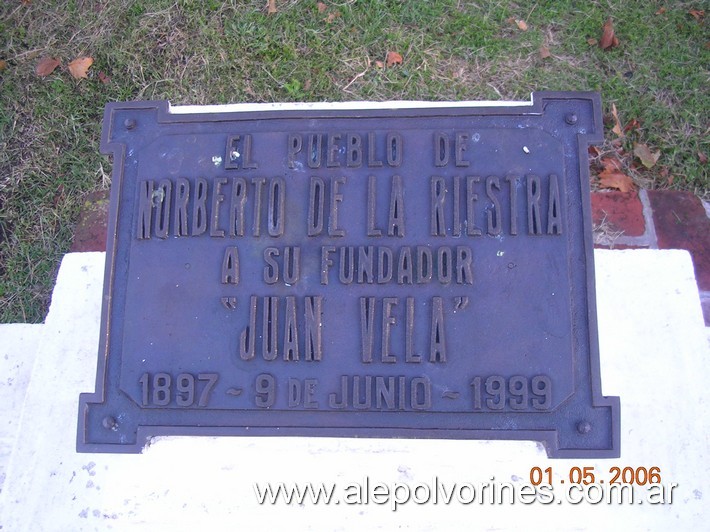 EL PUEBLO DE
NORBERTO DE LA RIESTRA
A SU FUNDADOR
"JUAN VELA"
1897 - 9 DE JUNIO - 1999
01.05.2006
www.alepolvorines.com.ar